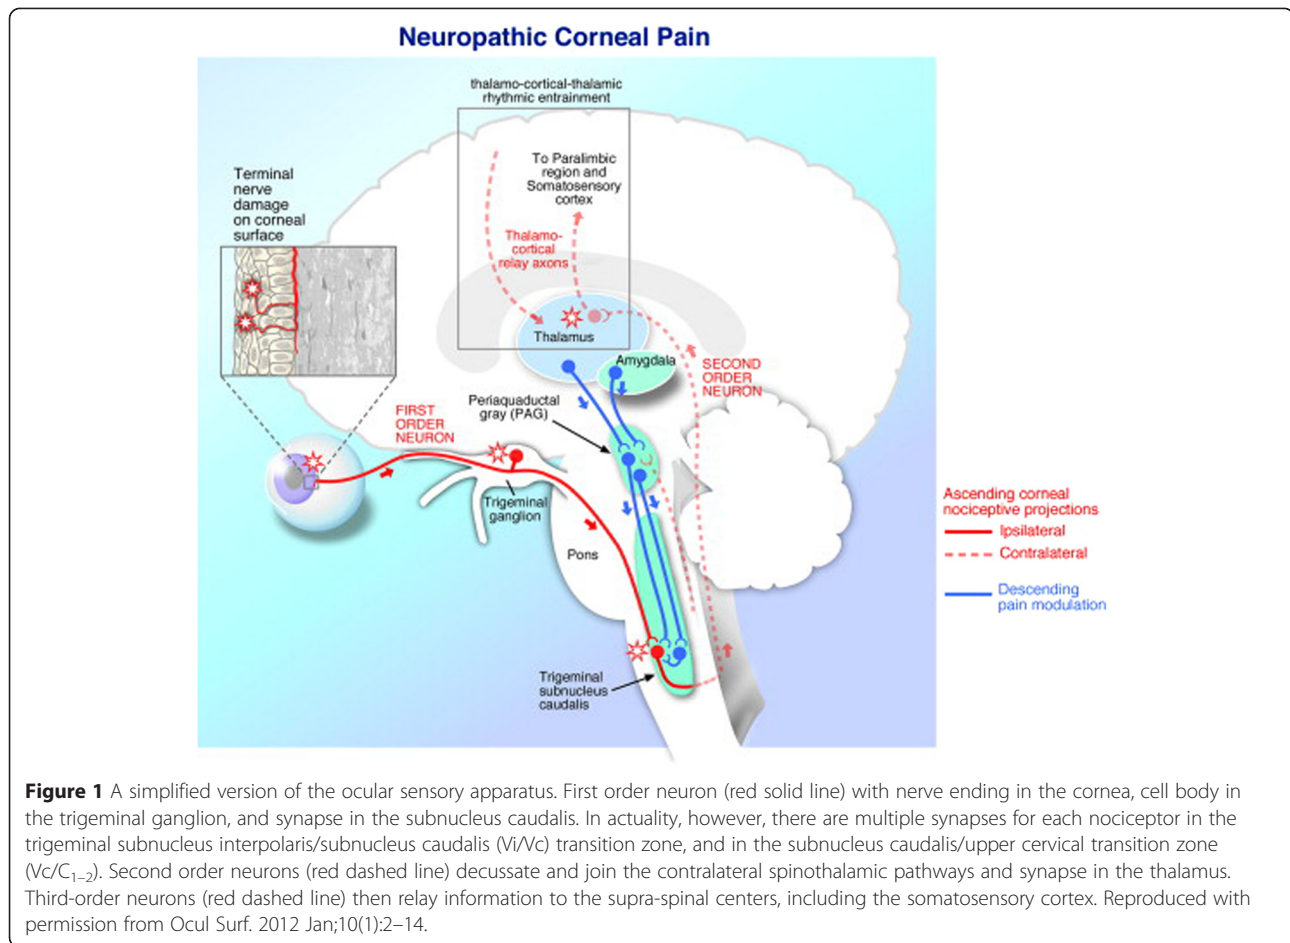 Neuropathic Corneal Pain
thalamo-cortical-thalamic
rhythmic entrainment
To Paralimbic
region and
Somatosensory
cortex
Terminal
nerve
damage
on corneal
surface
Thalamo-
cortical
relay axons
Thalamus
Amygdala
SECOND
ORDER
NEURON
Periaquaductal
gray (PAG)
FIRST
ORDER
NEURON
Trigeminal
ganglion
Pons
Trigeminal
subnucleus
caudalis
Ascending corneal
nociceptive projections
Ipsilateral
Contralateral
Descending
pain modulation
Figure 1 A simplified version of the ocular sensory apparatus. First order neuron (red solid line) with nerve ending in the cornea, cell body in
the trigeminal ganglion, and synapse in the subnucleus caudalis. In actuality, however, there are multiple synapses for each nociceptor in the
trigeminal subnucleus interpolaris/subnucleus caudalis (Vi/Vc) transition zone, and in the subnucleus caudalis/upper cervical transition zone
(Vc/C1–2). Second order neurons (red dashed line) decussate and join the contralateral spinothalamic pathways and synapse in the thalamus.
Third-order neurons (red dashed line) then relay information to the supra-spinal centers, including the somatosensory cortex. Reproduced with
permission from Ocul Surf. 2012 Jan;10(1):2–14.